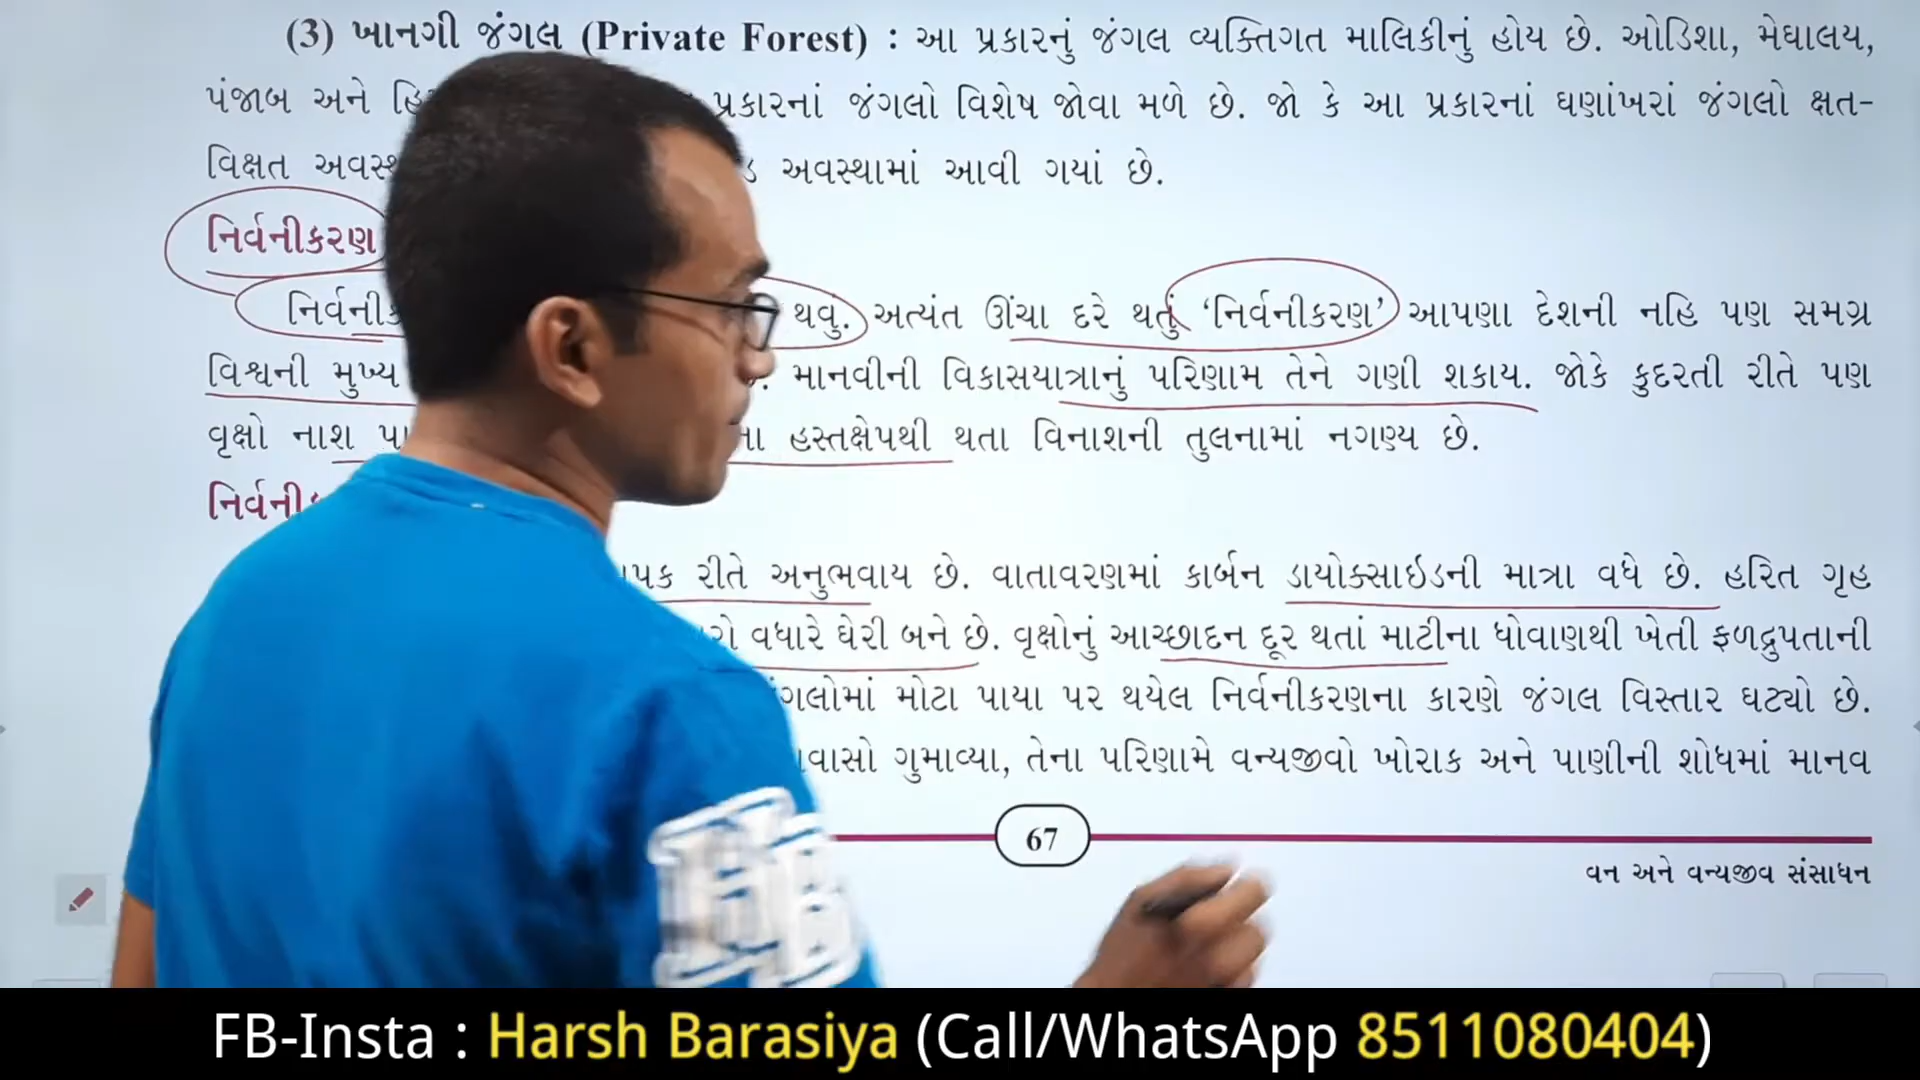 (3) ખાનગી જંગલ (Private Forest) : આ પ્રકારનું જંગલ વ્યક્તિગત માલિકીનું હોય છે. ઓડિશા, મેઘાલય,
પંજાબ અને પ્રકારનાં જંગલો વિશેષ જોવા મળે છે. જો કે આ પ્રકારનાં ઘણાંખરાં જંગલો ક્ષત-
વિક્ષત અવસ્થામાં આવી ગયાં છે.
નિર્વનીકરણ
થવું. અત્યંત ઊંચા દરે થતું ‘નિર્વનીકરણ’ આપણા દેશની નહિ પણ સમગ્ર
વિશ્વની મુખ્ય માનવીની વિકાસયાત્રાનું પરિણામ તેને ગણી શકાય. જોકે કુદરતી રીતે પણ
વૃક્ષો નાશ હસ્તક્ષેપથી થતા વિનાશની તુલનામાં નગણ્ય છે.
રીતે અનુભવાય છે. વાતાવરણમાં કાર્બન ડાયોક્સાઇડની માત્રા વધે છે. હરિત ગૃહ
વધારે ઘેરી બને છે. વૃક્ષોનું આચ્છાદન દૂર થતાં માટીના ધોવાણથી ખેતી ફળદ્રુપતાની
મોટા પાયા પર થયેલ નિર્વનીકરણના કારણે જંગલ વિસ્તાર ઘટ્યો છે.
ગુમાવ્યા, તેના પરિણામે વન્યજીવો ખોરાક અને પાણીની શોધમાં માનવ
67
વન અને વન્યજીવ સંસાધન
FB-Insta : Harsh Barasiya (Call/WhatsApp 8511080404)